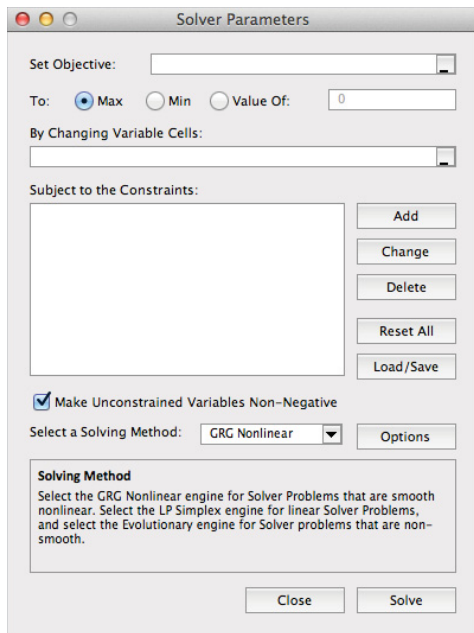 Solver Parameters
Set Objective:
To: Max Min Value Of: 0
By Changing Variable Cells:
Subject to the Constraints:
Add
Change
Delete
Reset All
Load/Save
Make Unconstrained Variables Non-Negative
Select a Solving Method: GRG Nonlinear Options
Solving Method
Select the GRG Nonlinear engine for Solver Problems that are smooth
nonlinear. Select the LP Simplex engine for linear Solver Problems,
and select the Evolutionary engine for Solver problems that are non-
smooth.
Close Solve